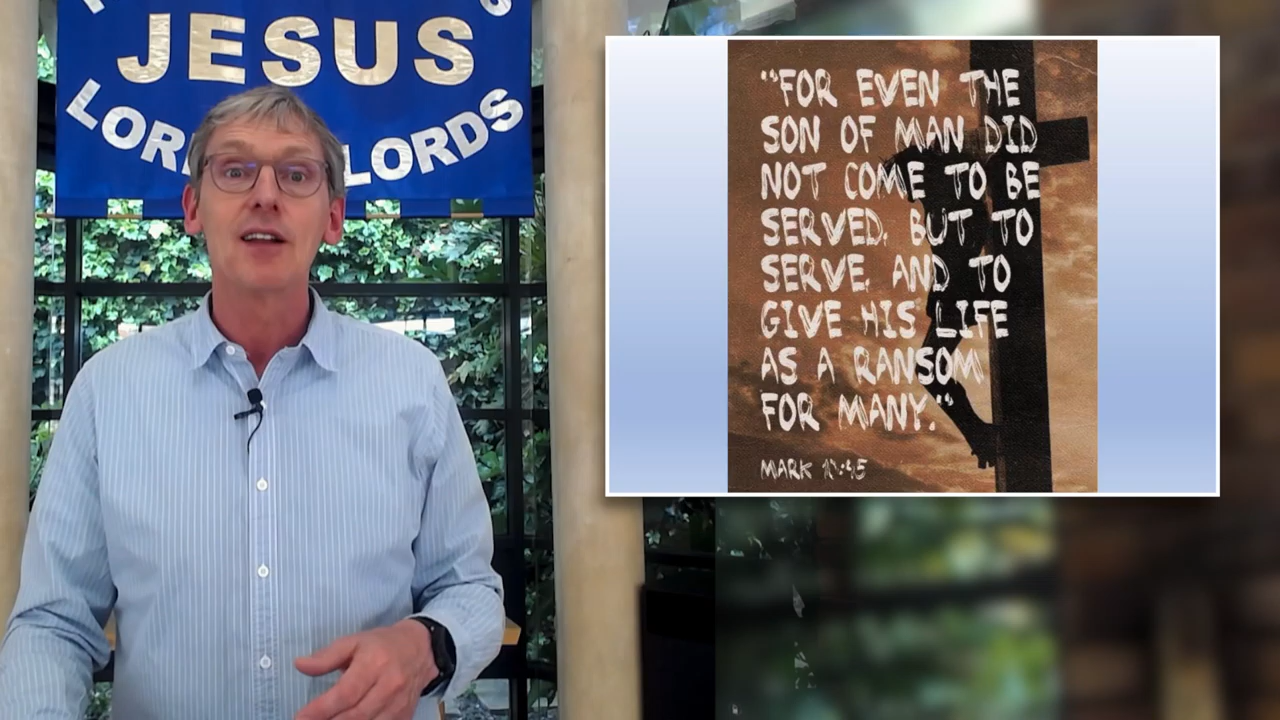 JESUS
LORDS
“FOR EVEN THE
SON OF MAN DID
NOT COME TO BE
SERVED, BUT TO
SERVE, AND TO
GIVE HIS LIFE
AS A RANSOM
FOR MANY.“
MARK 10:45